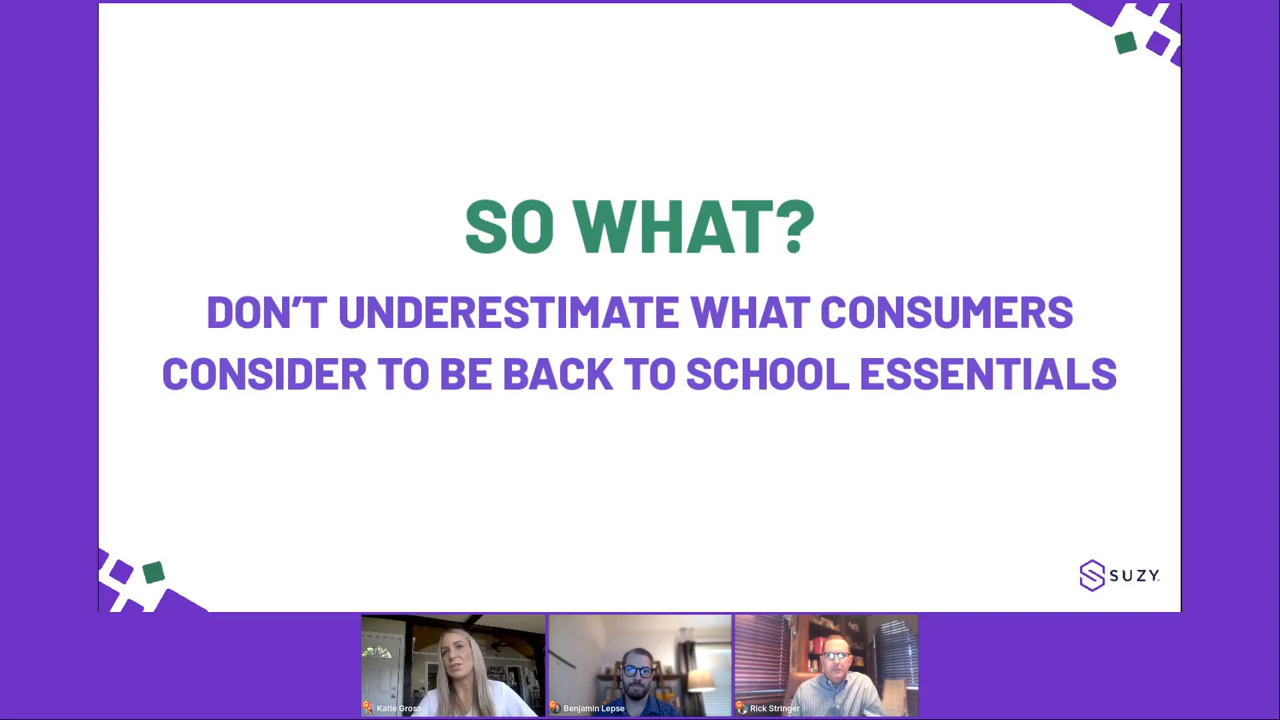 SO WHAT?
DON’T UNDERESTIMATE WHAT CONSUMERS
CONSIDER TO BE BACK TO SCHOOL ESSENTIALS
SUZY
Katie Gross
Benjamin Lepse
Rick Stringer